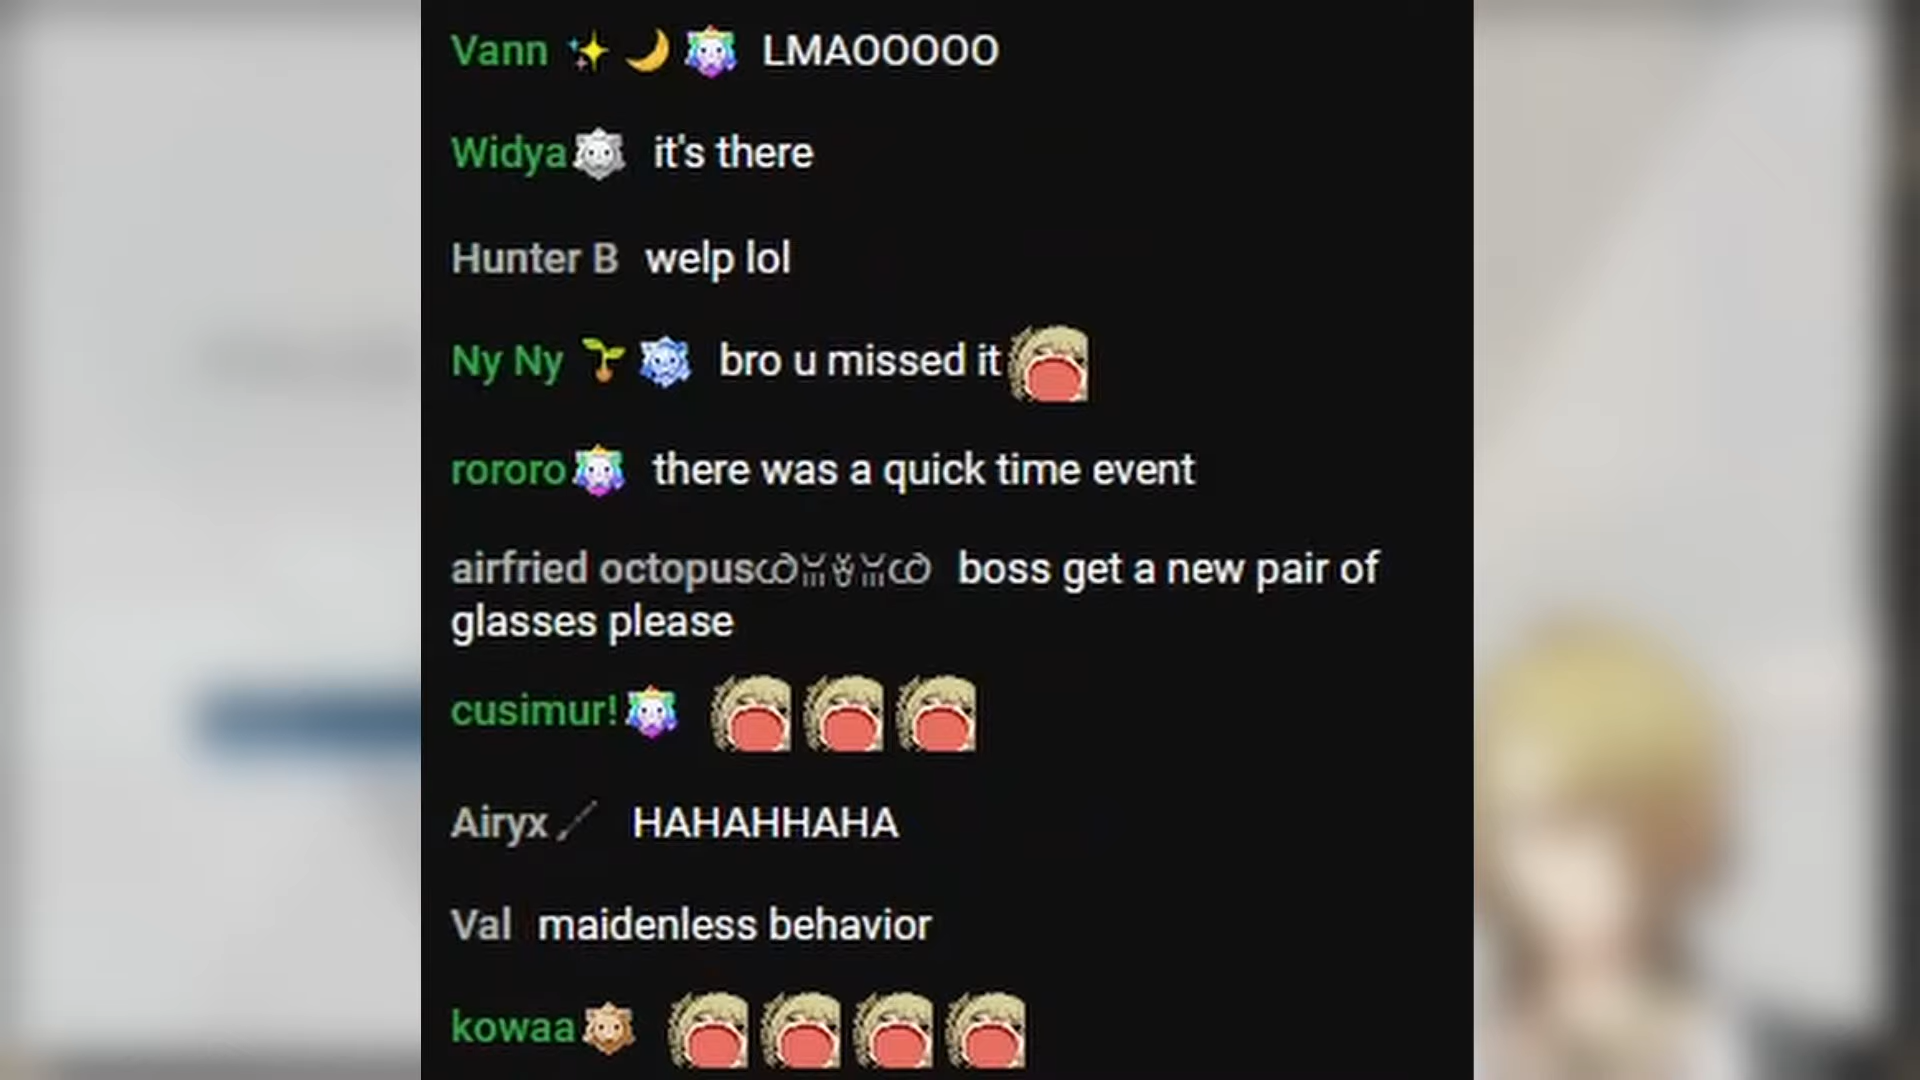 Vann ✨ 🌙 LMAOOOOO
Widya it's there
Hunter B welp lol
Ny Ny 🌱 bro u missed it
rororo there was a quick time event
airfried octopus boss get a new pair of
glasses please
cusimur!
Airyx HAHAHHAHA
Val maidenless behavior
kowaa